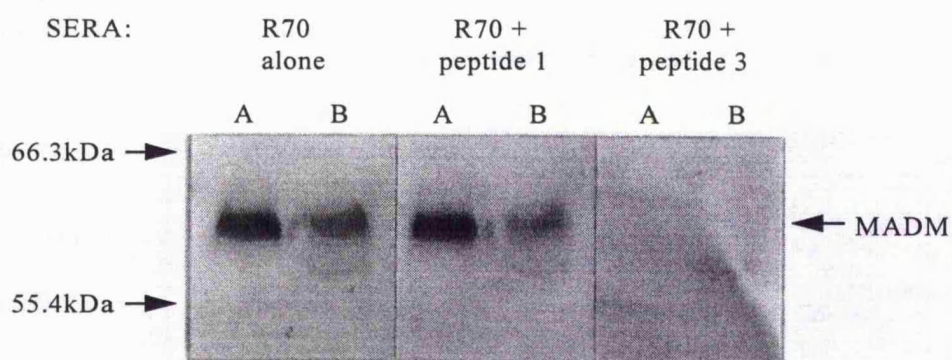 SERA: R70 R70 + R70 +
alone peptide 1 peptide 3
A B A B A B
66.3kDa
MADM
55.4kDa